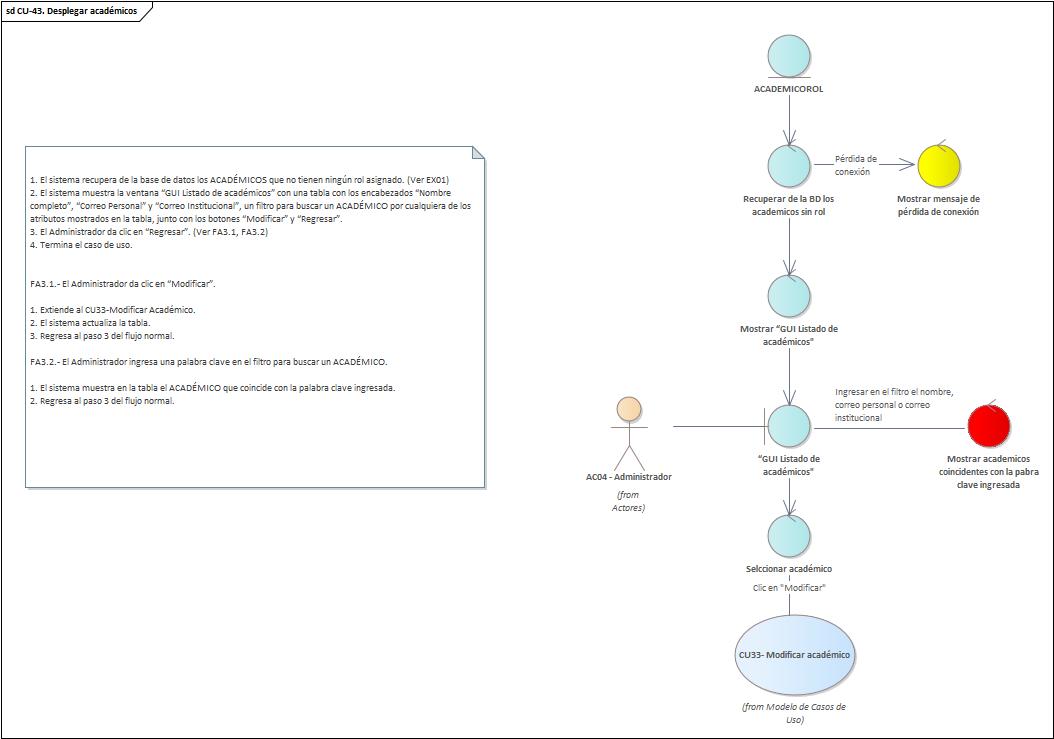 sd CU-43. Desplegar académicos
1. El sistema recupera de la base de datos los ACADÉMICOS que no tienen ningún rol asignado. (Ver EX01)
2. El sistema muestra la ventana “GUI Listado de académicos” con una tabla con los encabezados “Nombre
completo”, “Correo Personal” y “Correo Institucional”, un filtro para buscar un ACADÉMICO por cualquiera de los
atributos mostrados en la tabla, junto con los botones “Modificar” y “Regresar”.
3. El Administrador da clic en “Regresar”. (Ver FA3.1, FA3.2)
4. Termina el caso de uso.
FA3.1.- El Administrador da clic en “Modificar”.
1. Extiende al CU33-Modificar Académico.
2. El sistema actualiza la tabla.
3. Regresa al paso 3 del flujo normal.
FA3.2.- El Administrador ingresa una palabra clave en el filtro para buscar un ACADÉMICO.
1. El sistema muestra en la tabla el ACADÉMICO que coincide con la palabra clave ingresada.
2. Regresa al paso 3 del flujo normal.
ACADEMICOROL
Pérdida de
conexión
Recuperar de la BD los
academicos sin rol
Mostrar mensaje de
pérdida de conexión
Mostrar “GUI Listado de
académicos”
Ingresar en el filtro el nombre,
correo personal o correo
institucional
AC04 - Administrador
(from
Actores)
“GUI Listado de
académicos”
Mostrar academicos
coincidentes con la pabra
clave ingresada
Selccionar académico
Clic en "Modificar"
CU33- Modificar académico
(from Modelo de Casos de
Uso)